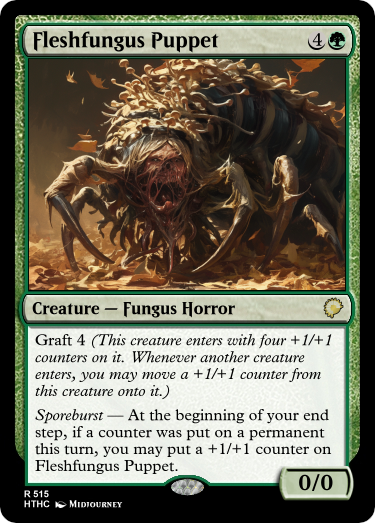 Fleshfungus Puppet 4
Creature — Fungus Horror
Graft 4 (This creature enters with four +1/+1
counters on it. Whenever another creature
enters, you may move a +1/+1 counter from
this creature onto it.)
Sporeburst — At the beginning of your end
step, if a counter was put on a permanent
this turn, you may put a +1/+1 counter on
Fleshfungus Puppet.
0/0
R 515
HTHC Midjourney